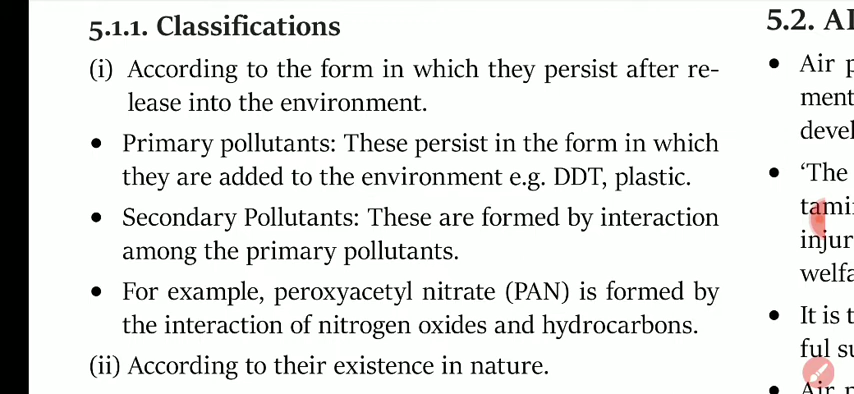 5.1.1. Classifications
(i) According to the form in which they persist after re-
lease into the environment.
• Primary pollutants: These persist in the form in which
they are added to the environment e.g. DDT, plastic.
• Secondary Pollutants: These are formed by interaction
among the primary pollutants.
• For example, peroxyacetyl nitrate (PAN) is formed by
the interaction of nitrogen oxides and hydrocarbons.
(ii) According to their existence in nature.
5.2. AI
• Air p
ment
devel
• ‘The
tami
injur
welfa
• It is t
ful su
• Air p